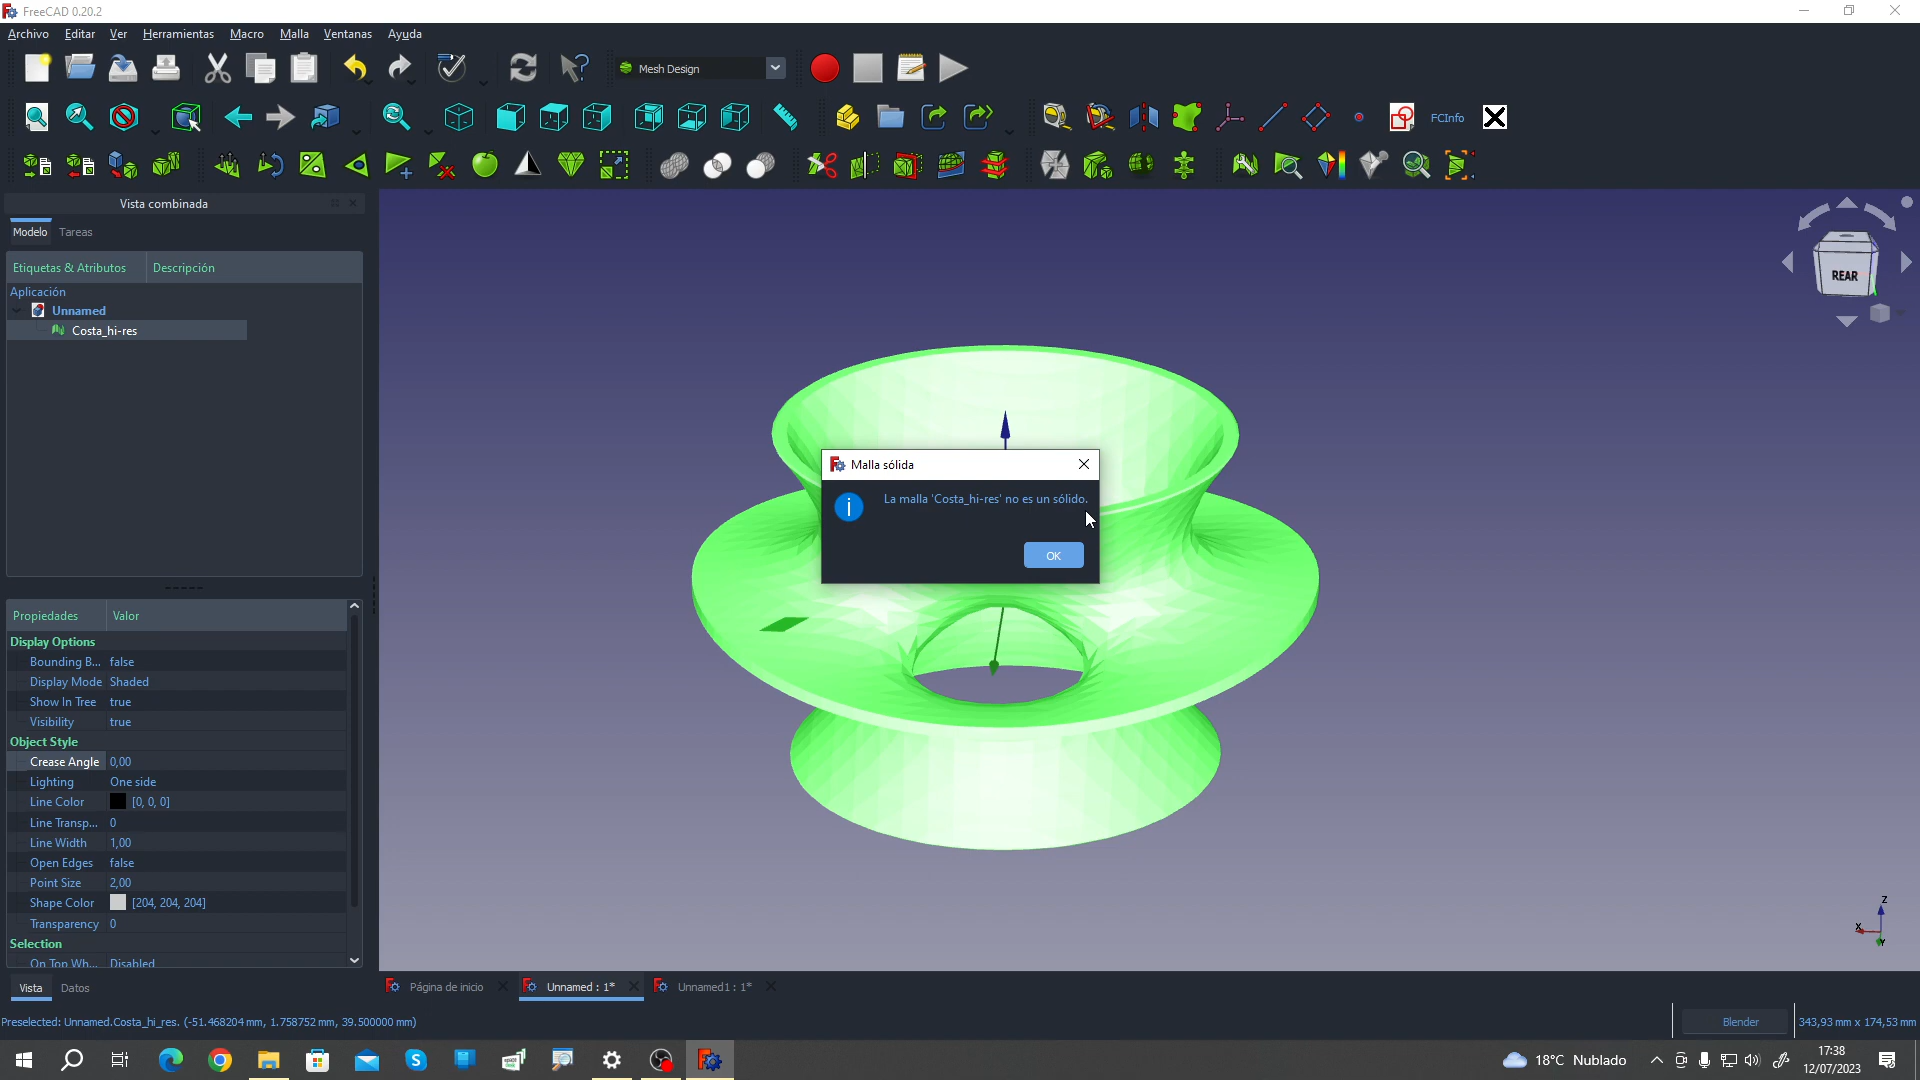 FreeCAD 0.20.2
Archivo Editar Ver Herramientas Macro Malla Ventanas Ayuda
Mesh Design
FCInfo
Vista combinada
Modelo Tareas
Etiquetas & Atributos Descripción
Aplicación
Unnamed
Costa_hi-res
REAR
Malla sólida
La malla 'Costa_hi-res' no es un sólido.
OK
Propiedades Valor
Display Options
Bounding B... false
Display Mode Shaded
Show In Tree true
Visibility true
Object Style
Crease Angle 0,00
Lighting One side
Line Color [0, 0, 0]
Line Transp... 0
Line Width 1,00
Open Edges false
Point Size 2,00
Shape Color [204, 204, 204]
Transparency 0
Selection
On Top Wh... Disabled
Z
X
Y
Vista Datos
Página de inicio Unnamed : 1* Unnamed1 : 1*
Preselected: Unnamed.Costa_hi_res. (-51.468204 mm, 1.758752 mm, 39.500000 mm)
Blender 343,93 mm x 174,53 mm
18°C Nublado
17:38
12/07/2023